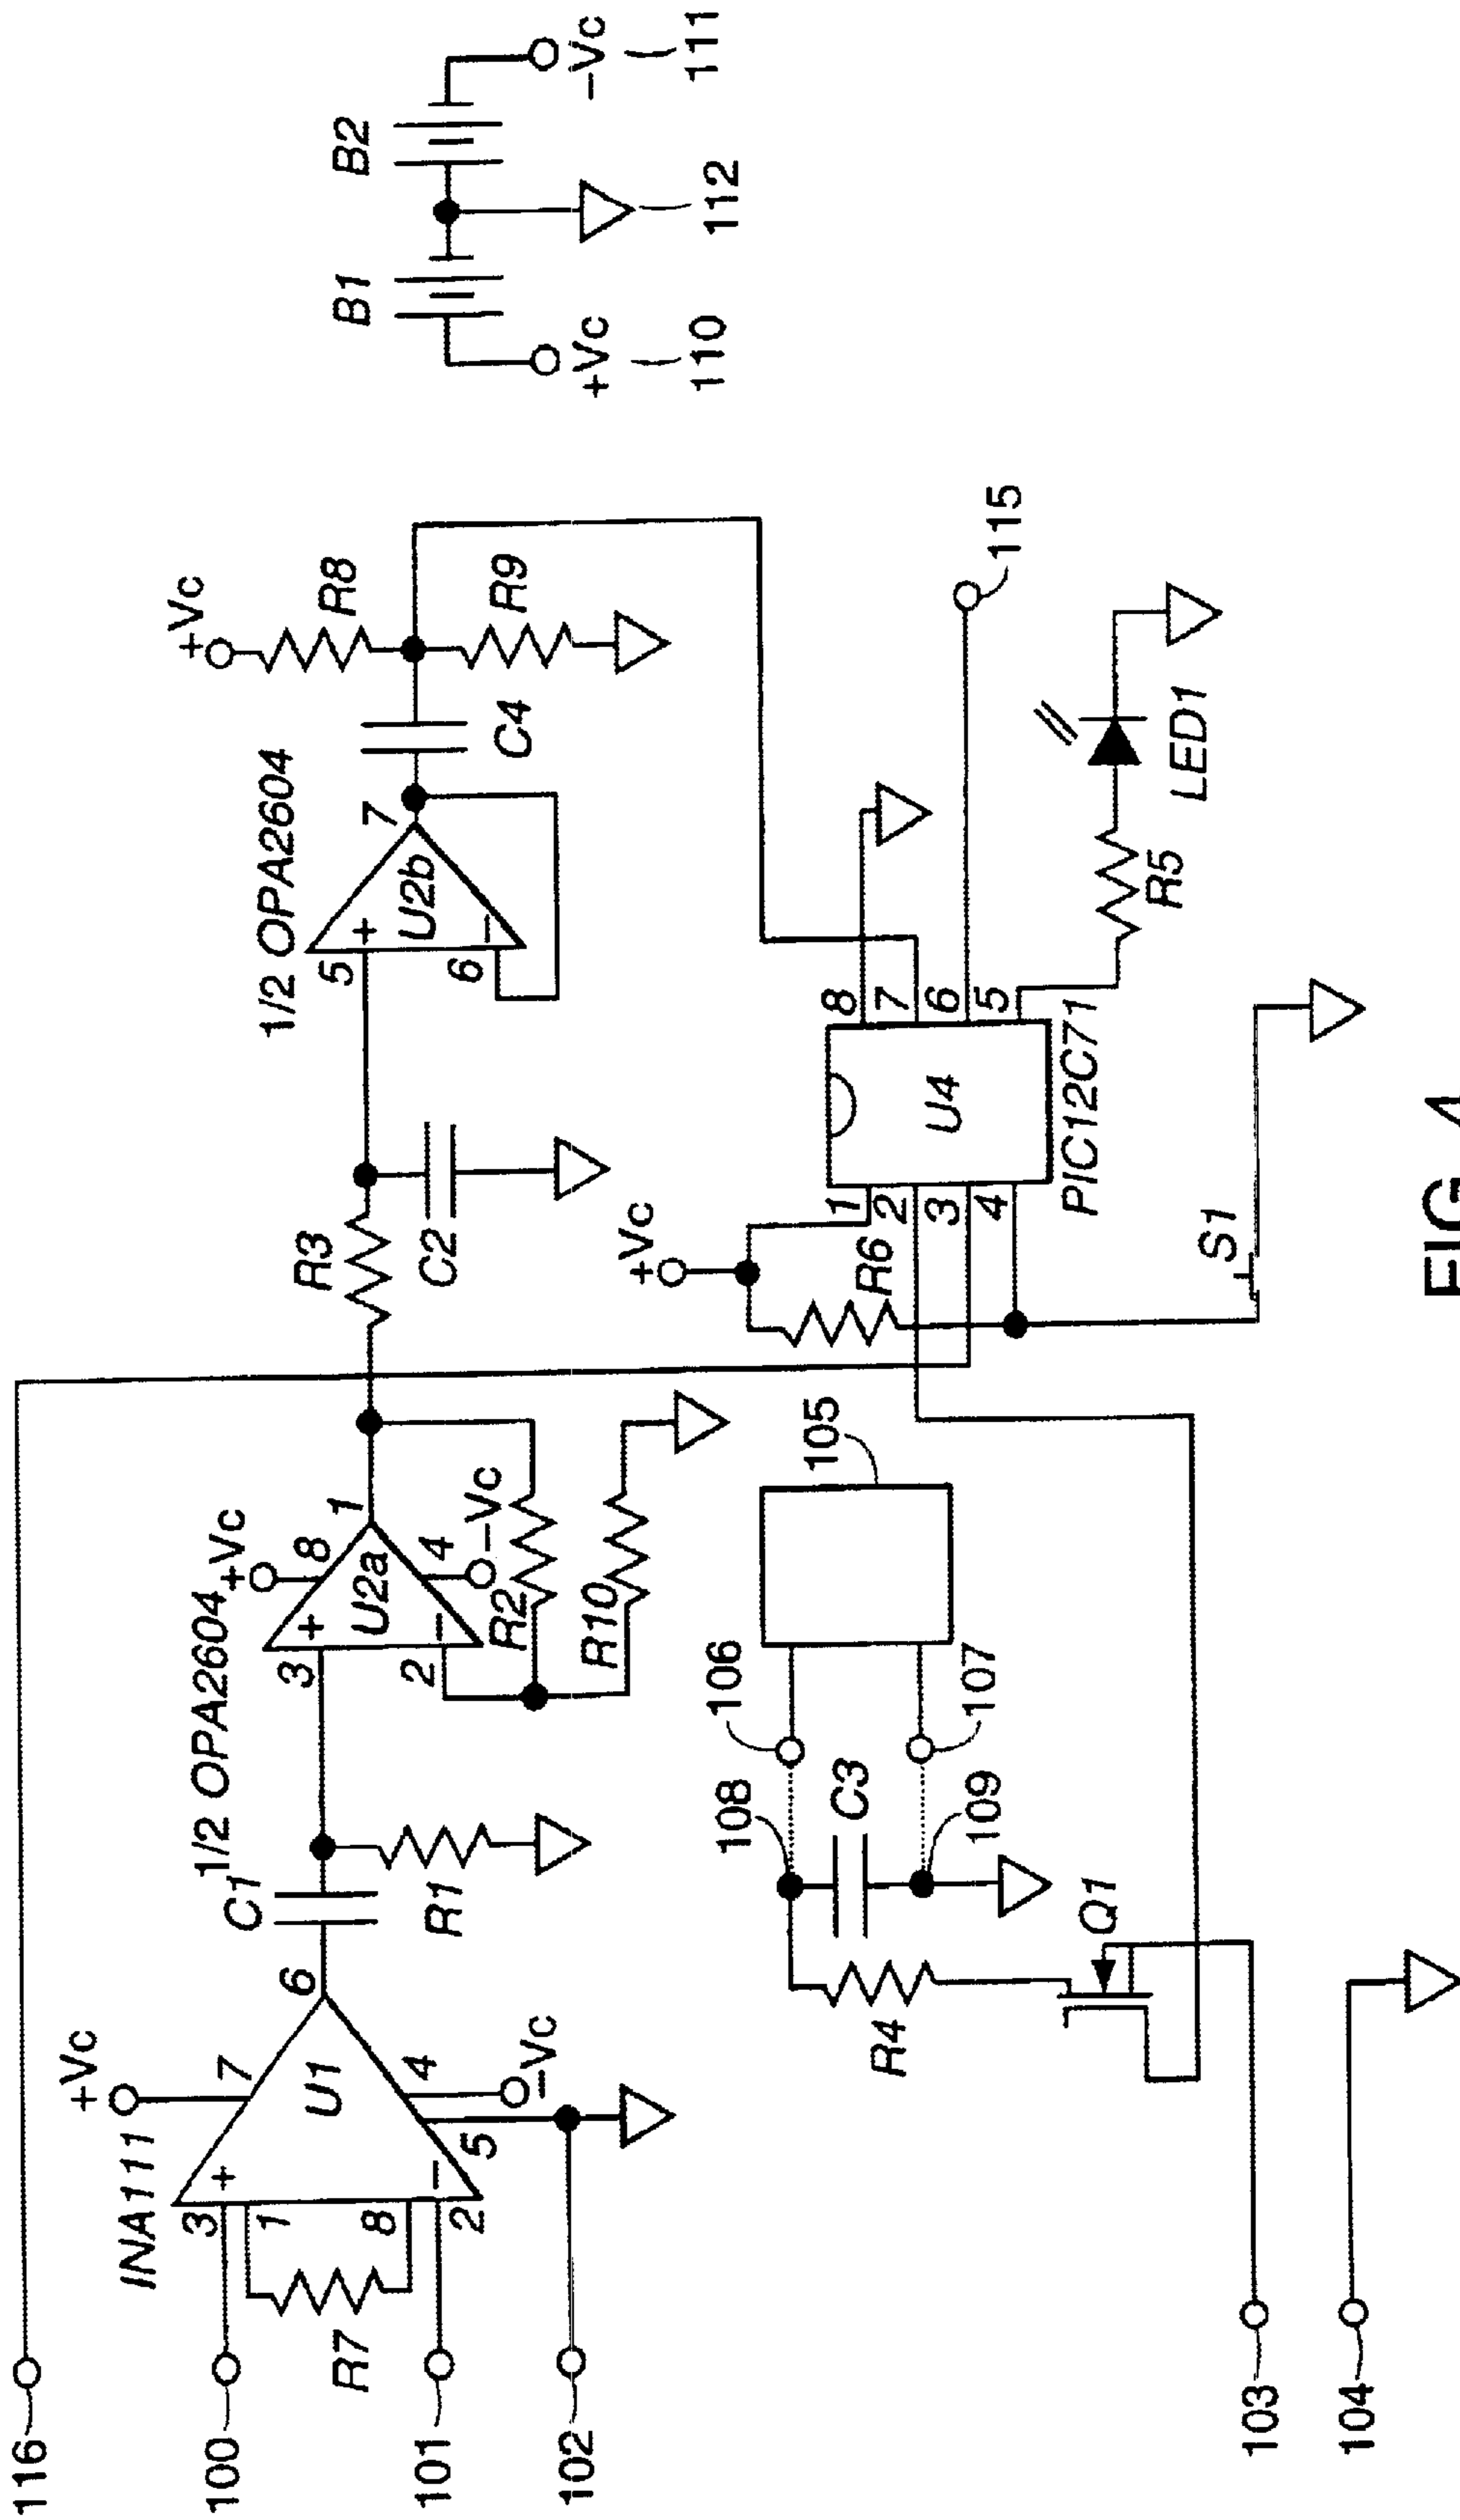 116
100
101
102
INA111
+Vc
3
1
8
2
R7
+
−
U1
7
6
4
−Vc
5
C1
R1
1/2 OPA2604
+Vc
3
2
+
−
U2a
8
1
4
−Vc
R2
R10
R3
C2
1/2 OPA2604
5
6
+
−
U2b
7
C4
+Vc
R8
R9
B1
B2
+Vc
−Vc
110
112
111
103
104
R4
Q1
108
C3
109
106
107
105
+Vc
R6
1
2
3
4
U4
8
7
6
5
PIC12C71
115
R5
LED1
S1